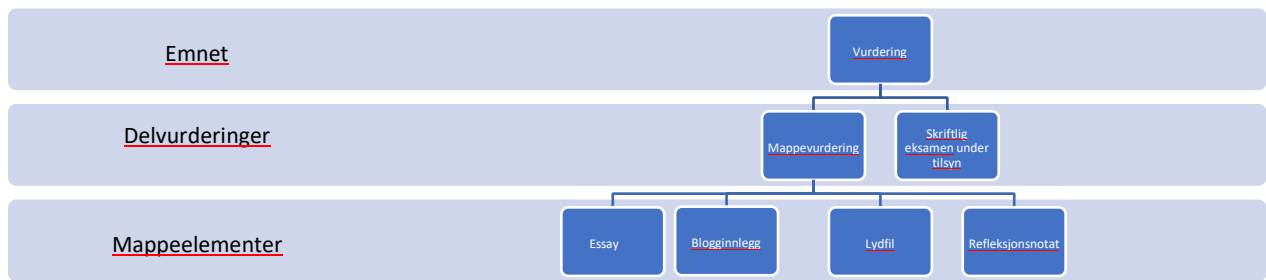 Emnet
Vurdering
Delvurderinger
Mappevurdering
Skriftlig
eksamen under
tilsyn
Mappeelementer
Essay
Blogginnlegg
Lydfil
Refleksjonsnotat